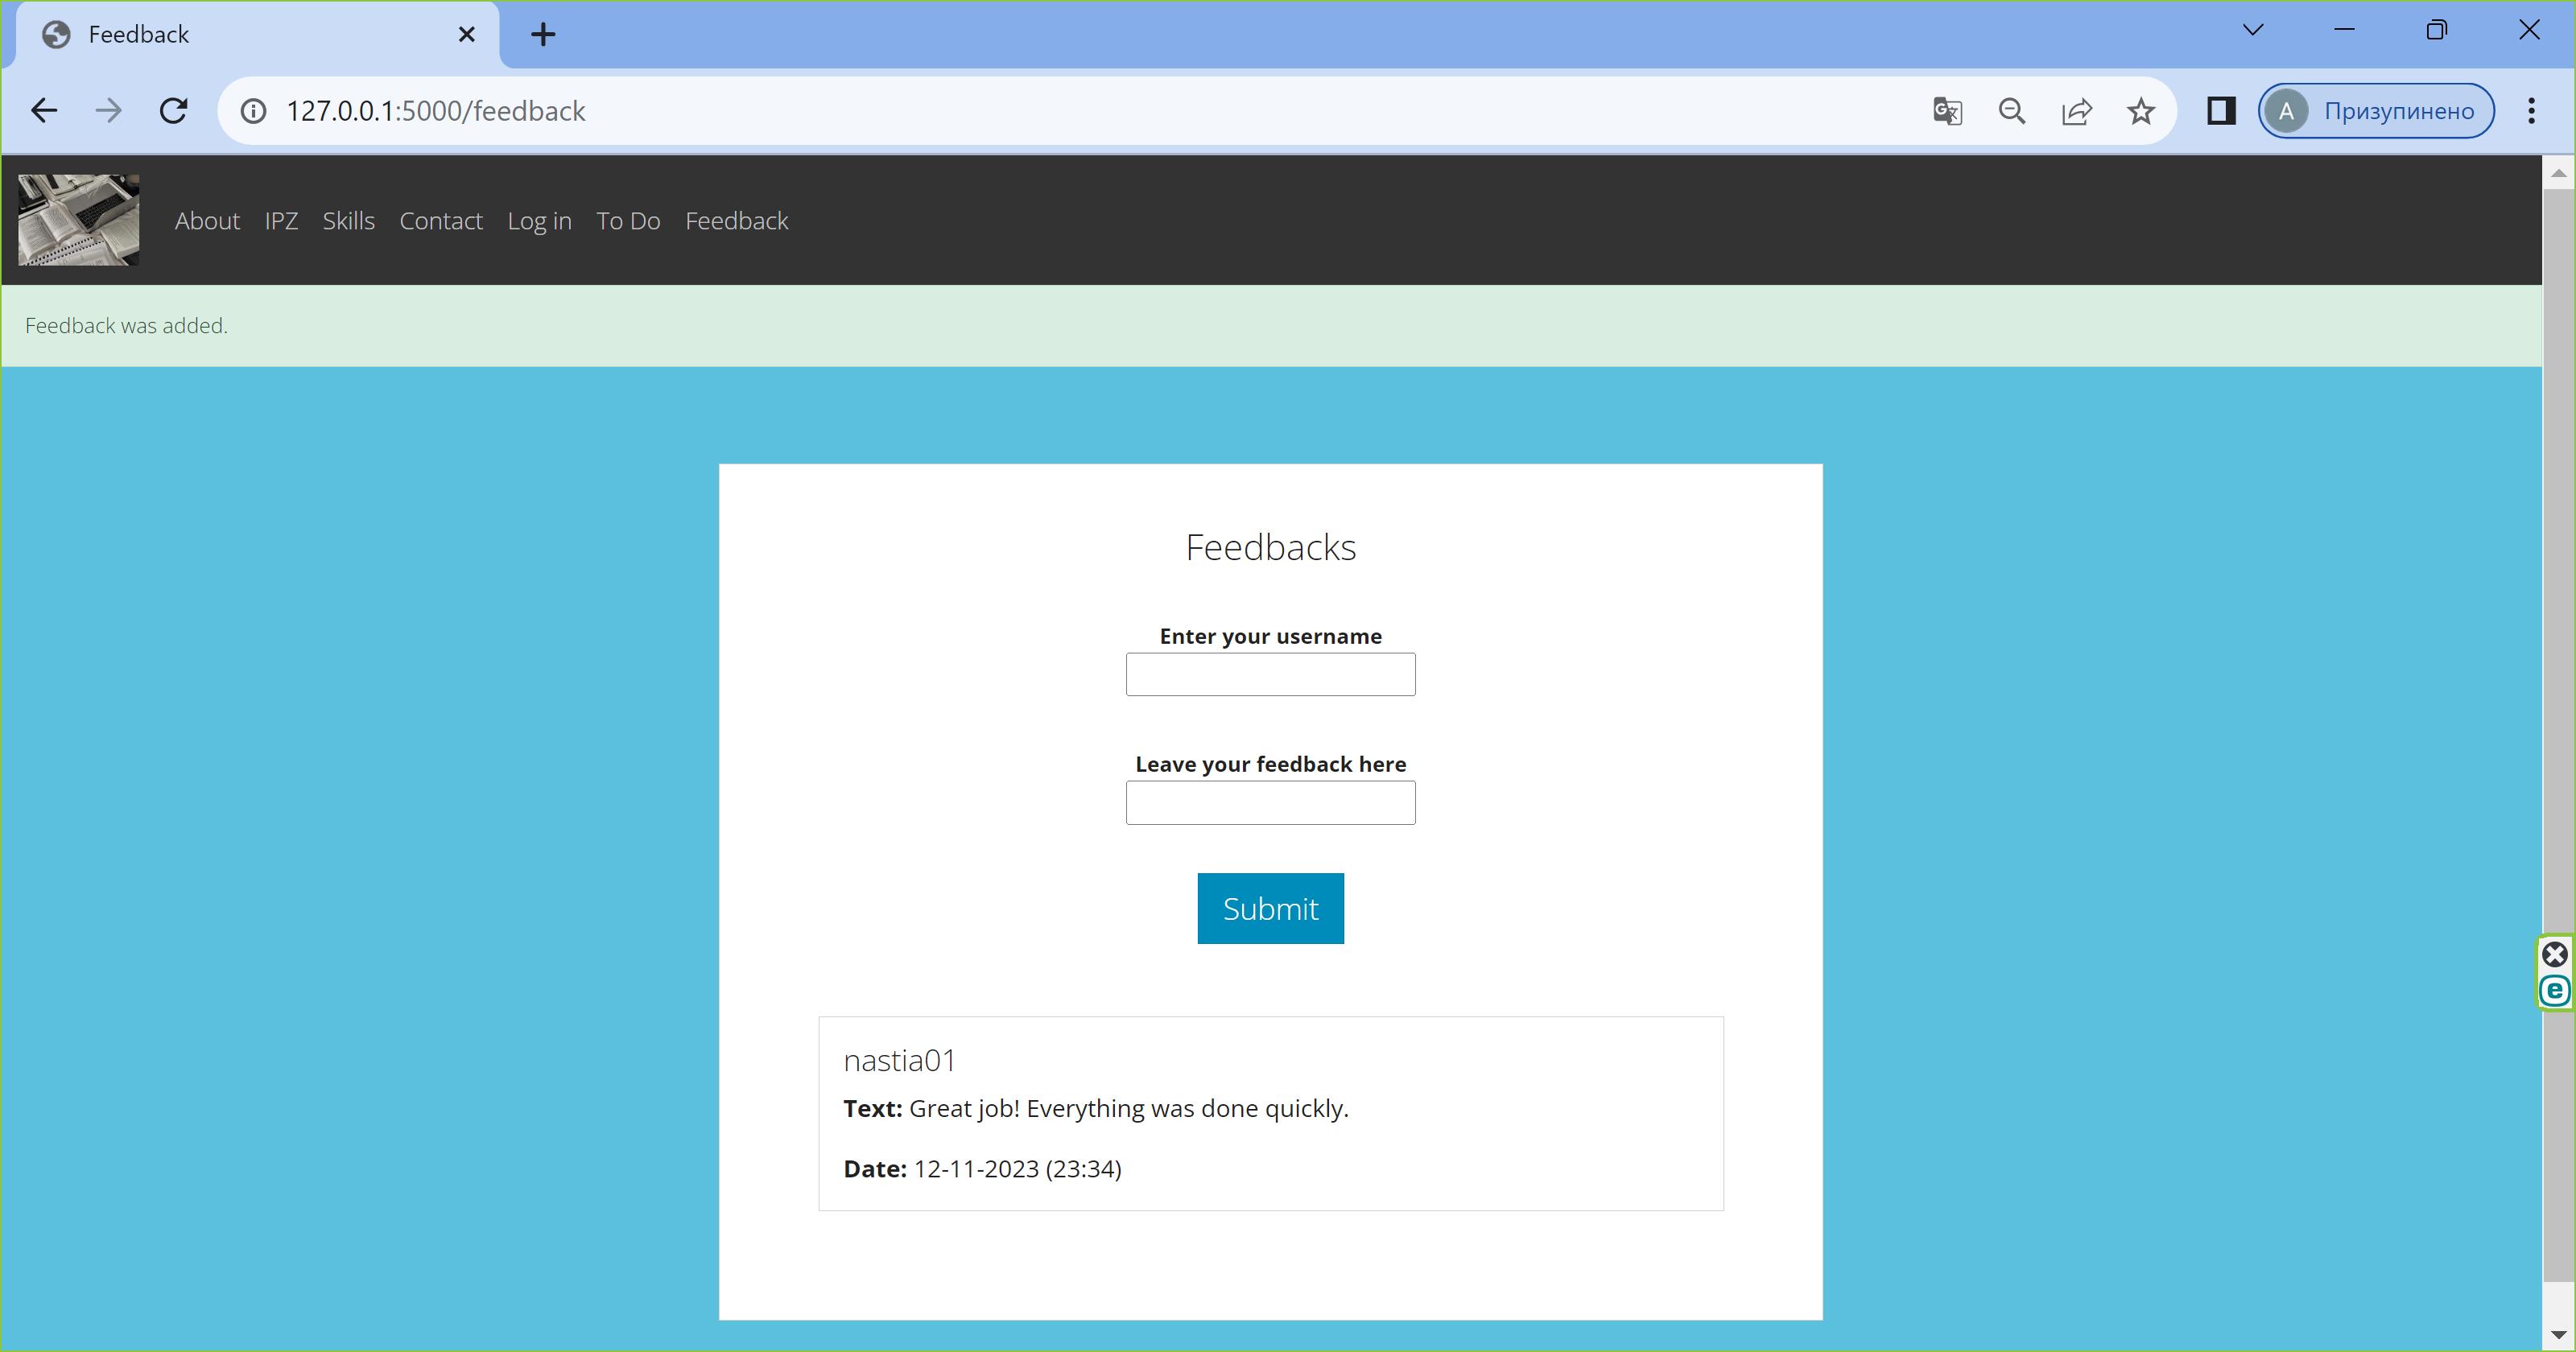 Feedback
127.0.0.1:5000/feedback
A Призупинено
About IPZ Skills Contact Log in To Do Feedback
Feedback was added.
Feedbacks
Enter your username
Leave your feedback here
Submit
nastia01
Text: Great job! Everything was done quickly.
Date: 12-11-2023 (23:34)
e